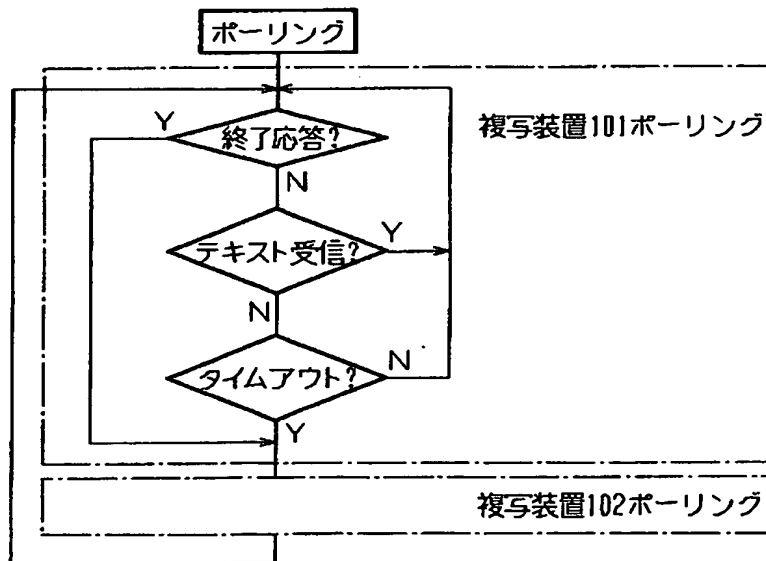 ポーリング
複写装置101ポーリング
Y
終了応答?
N
テキスト受信?
Y
N
タイムアウト?
N
Y
複写装置102ポーリング